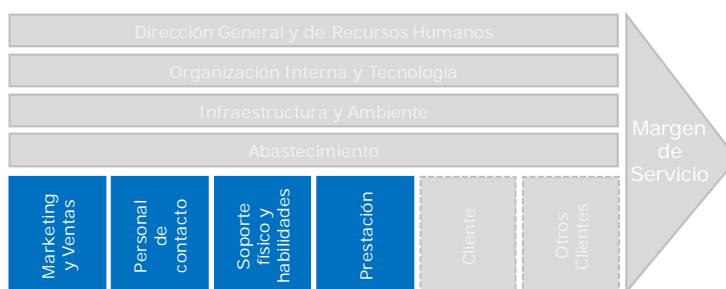 Dirección General y de Recursos Humanos
Organización Interna y Tecnología
Infraestructura y Ambiente
Abastecimiento
Margen
de
Servicio
Marketing
y Ventas
Personal
de
contacto
Soporte
físico y
habilidades
Prestación
Cliente
Otros
Clientes